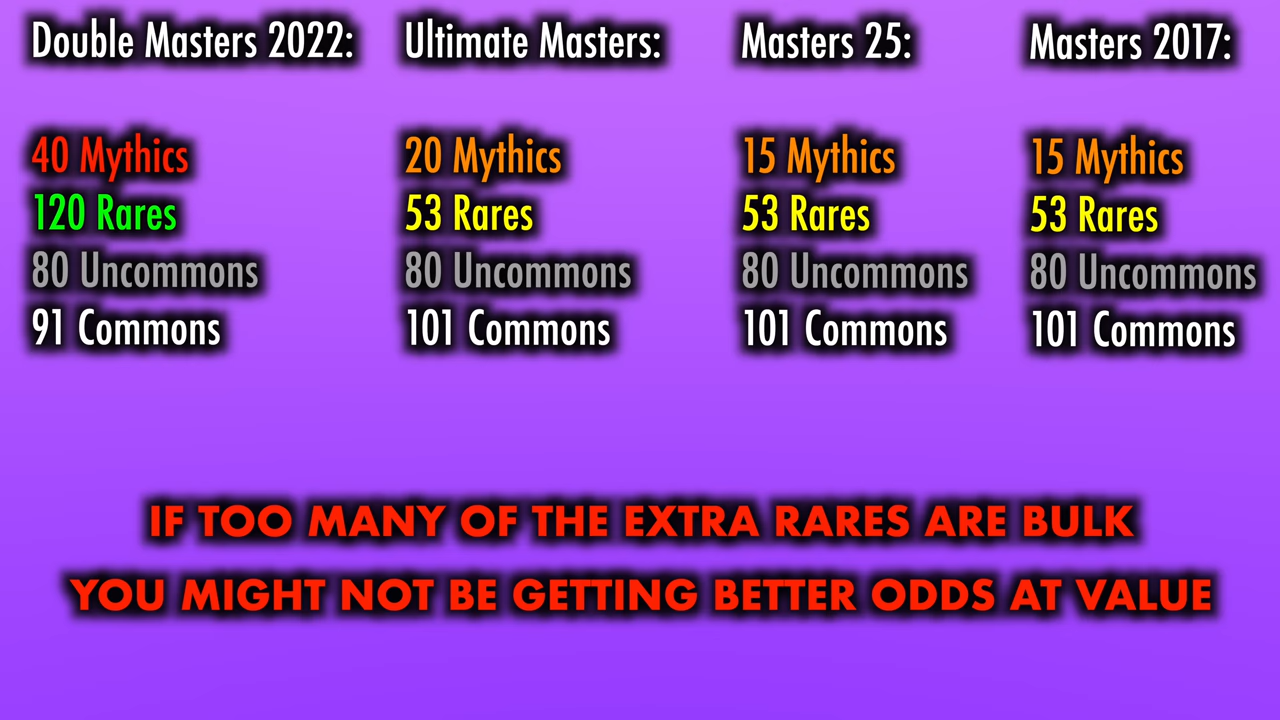 Double Masters 2022:
40 Mythics
120 Rares
80 Uncommons
91 Commons
Ultimate Masters:
20 Mythics
53 Rares
80 Uncommons
101 Commons
Masters 25:
15 Mythics
53 Rares
80 Uncommons
101 Commons
Masters 2017:
15 Mythics
53 Rares
80 Uncommons
101 Commons
IF TOO MANY OF THE EXTRA RARES ARE BULK
YOU MIGHT NOT BE GETTING BETTER ODDS AT VALUE